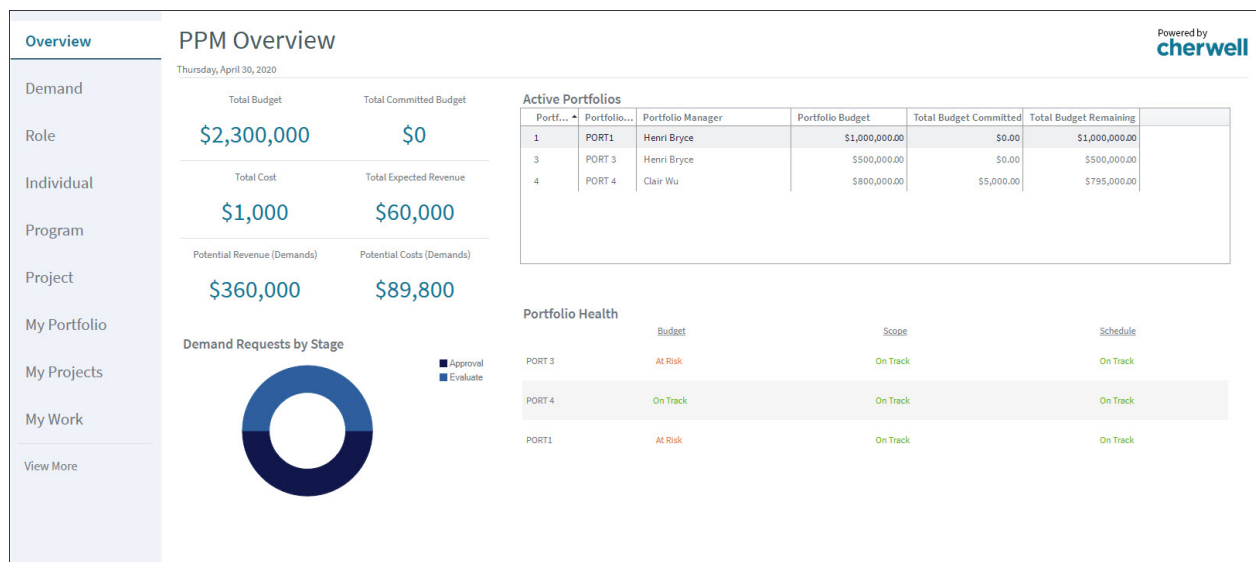 Overview
Demand
Role
Individual
Program
Project
My Portfolio
My Projects
My Work
View More
PPM Overview
Powered by
cherwell
Thursday, April 30, 2020
Total Budget Total Committed Budget
$2,300,000 $0
Total Cost Total Expected Revenue
$1,000 $60,000
Potential Revenue (Demands) Potential Costs (Demands)
$360,000 $89,800
Demand Requests by Stage
Approval
Evaluate
Active Portfolios
Portf... Portfolio... Portfolio Manager Portfolio Budget Total Budget Committed Total Budget Remaining
1 PORT1 Henri Bryce $1,000,000.00 $0.00 $1,000,000.00
3 PORT 3 Henri Bryce $500,000.00 $0.00 $500,000.00
4 PORT 4 Clair Wu $800,000.00 $5,000.00 $795,000.00
Portfolio Health
Budget Scope Schedule
PORT 3 At Risk On Track On Track
PORT 4 On Track On Track On Track
PORT1 At Risk On Track On Track